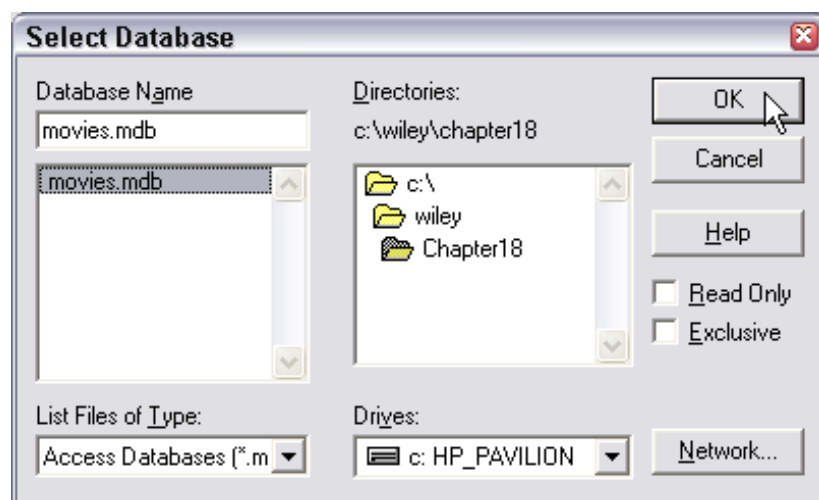 Select Database
Database Name
movies.mdb
movies.mdb
Directories:
c:\wiley\chapter18
c:\
wiley
Chapter18
OK
Cancel
Help
Read Only
Exclusive
List Files of Type:
Access Databases (*.m
Drives:
c: HP_PAVILION
Network...